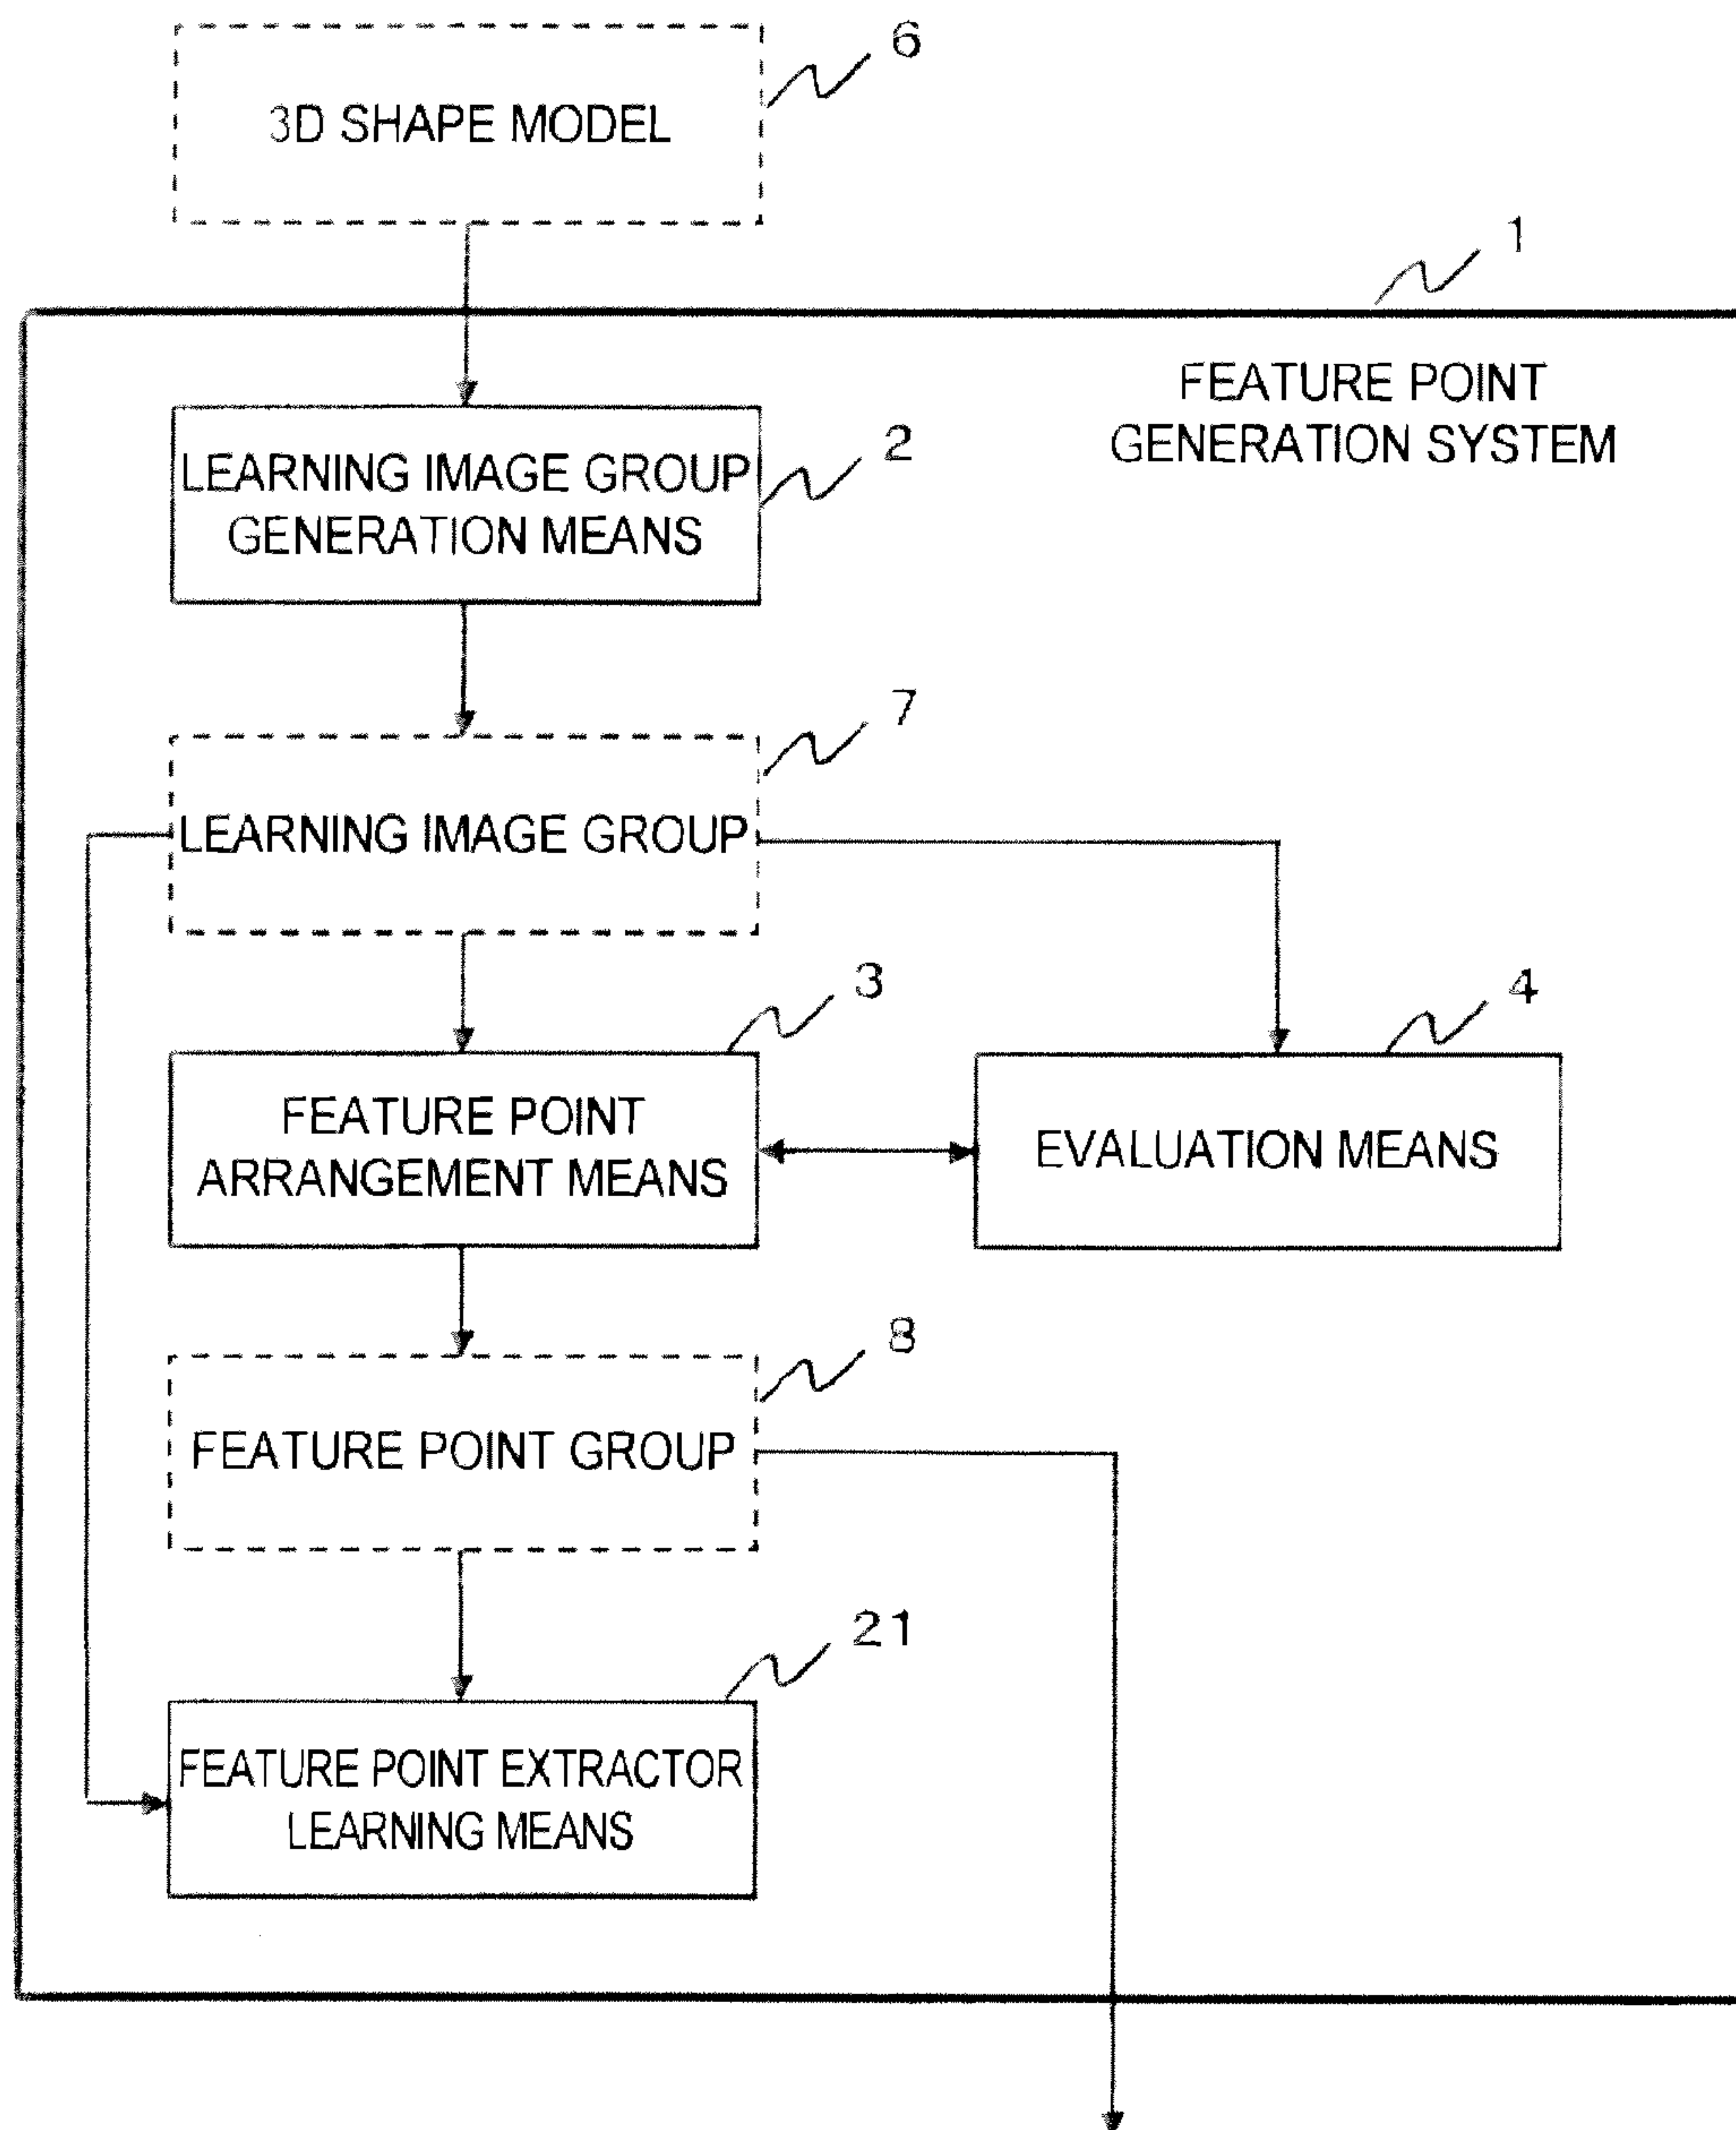 6
3D SHAPE MODEL
1
FEATURE POINT
GENERATION SYSTEM
2
LEARNING IMAGE GROUP
GENERATION MEANS
7
LEARNING IMAGE GROUP
3
4
FEATURE POINT
ARRANGEMENT MEANS
EVALUATION MEANS
8
FEATURE POINT GROUP
21
FEATURE POINT EXTRACTOR
LEARNING MEANS